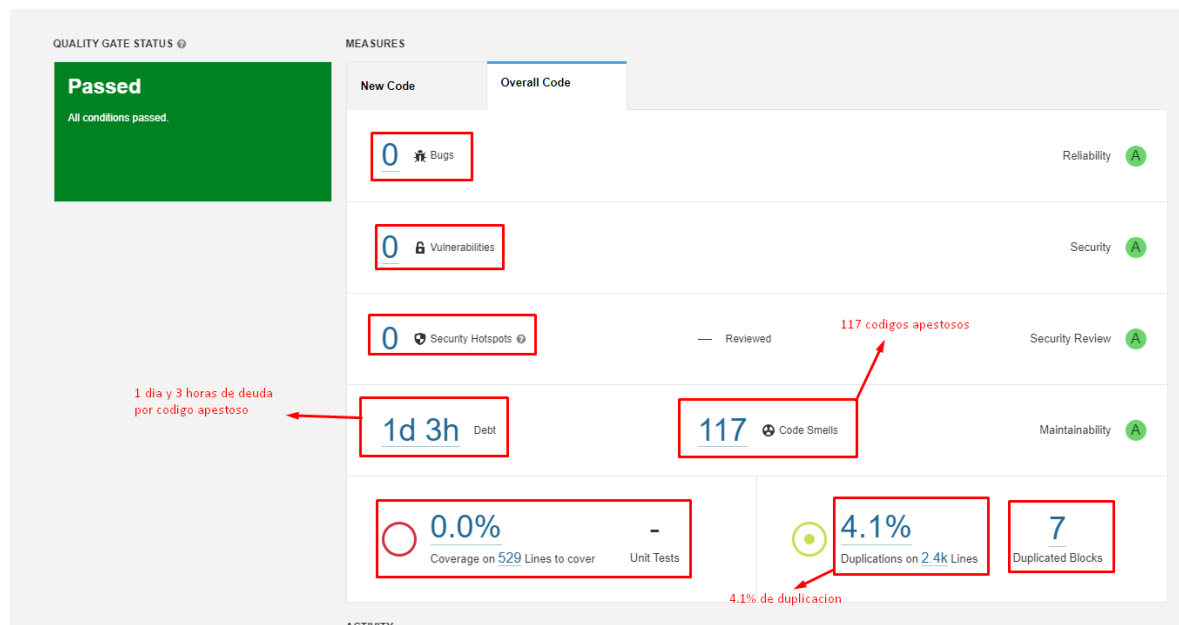 QUALITY GATE STATUS
MEASURES
Passed
All conditions passed.
New Code
Overall Code
0 Bugs
Reliability A
0 Vulnerabilities
Security A
0 Security Hotspots
Reviewed
117 codigos apestosos
Security Review A
1 dia y 3 horas de deuda
por codigo apestoso
1d 3h Debt
117 Code Smells
Maintainability A
0.0%
Coverage on 529 Lines to cover
-
Unit Tests
4.1%
Duplications on 2.4k Lines
7
Duplicated Blocks
4.1% de duplicacion
ACTIVITY